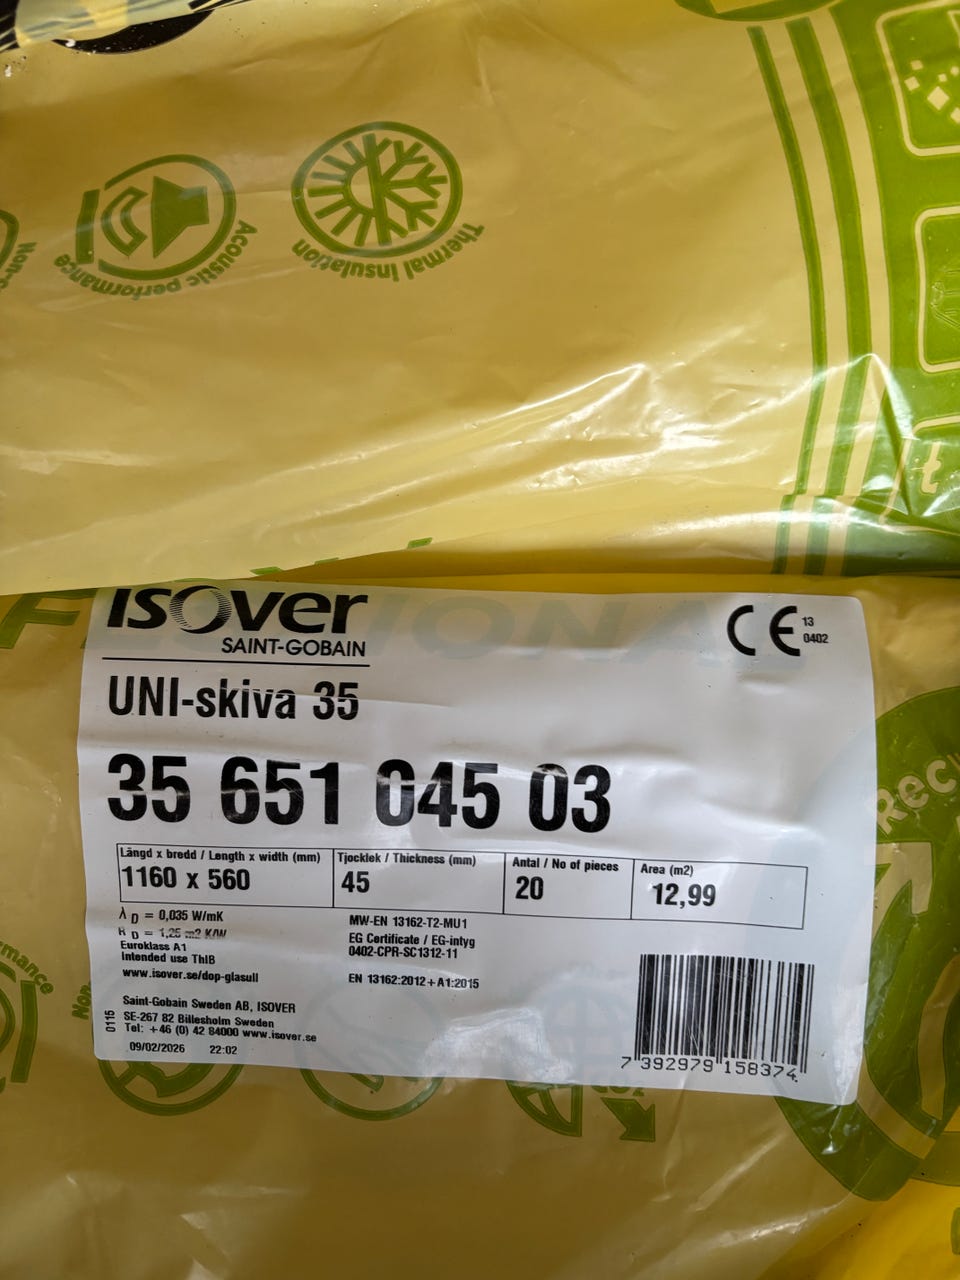 Thermal insulation
Acoustic performance
Non-
t
isover
SAINT-GOBAIN
CE 13
0402
UNI-skiva 35
35 651 045 03
Längd x bredd / Length x width (mm)
1160 x 560
Tjocklek / Thickness (mm)
45
Antal / No of pieces
20
Area (m2)
12,99
λ D = 0,035 W/mK
R D = 1,25 m2 K/W
Euroklass A1
Intended use ThIB
www.isover.se/dop-glasull
MW-EN 13162-T2-MU1
EG Certificate / EG-intyg
0402-CPR-SC1312-11
EN 13162:2012+A1:2015
0115
Saint-Gobain Sweden AB, ISOVER
SE-267 82 Billesholm Sweden
Tel: +46 (0) 42 84000 www.isover.se
09/02/2026 22:02
7 392979 158374
Rec
rmance
Non